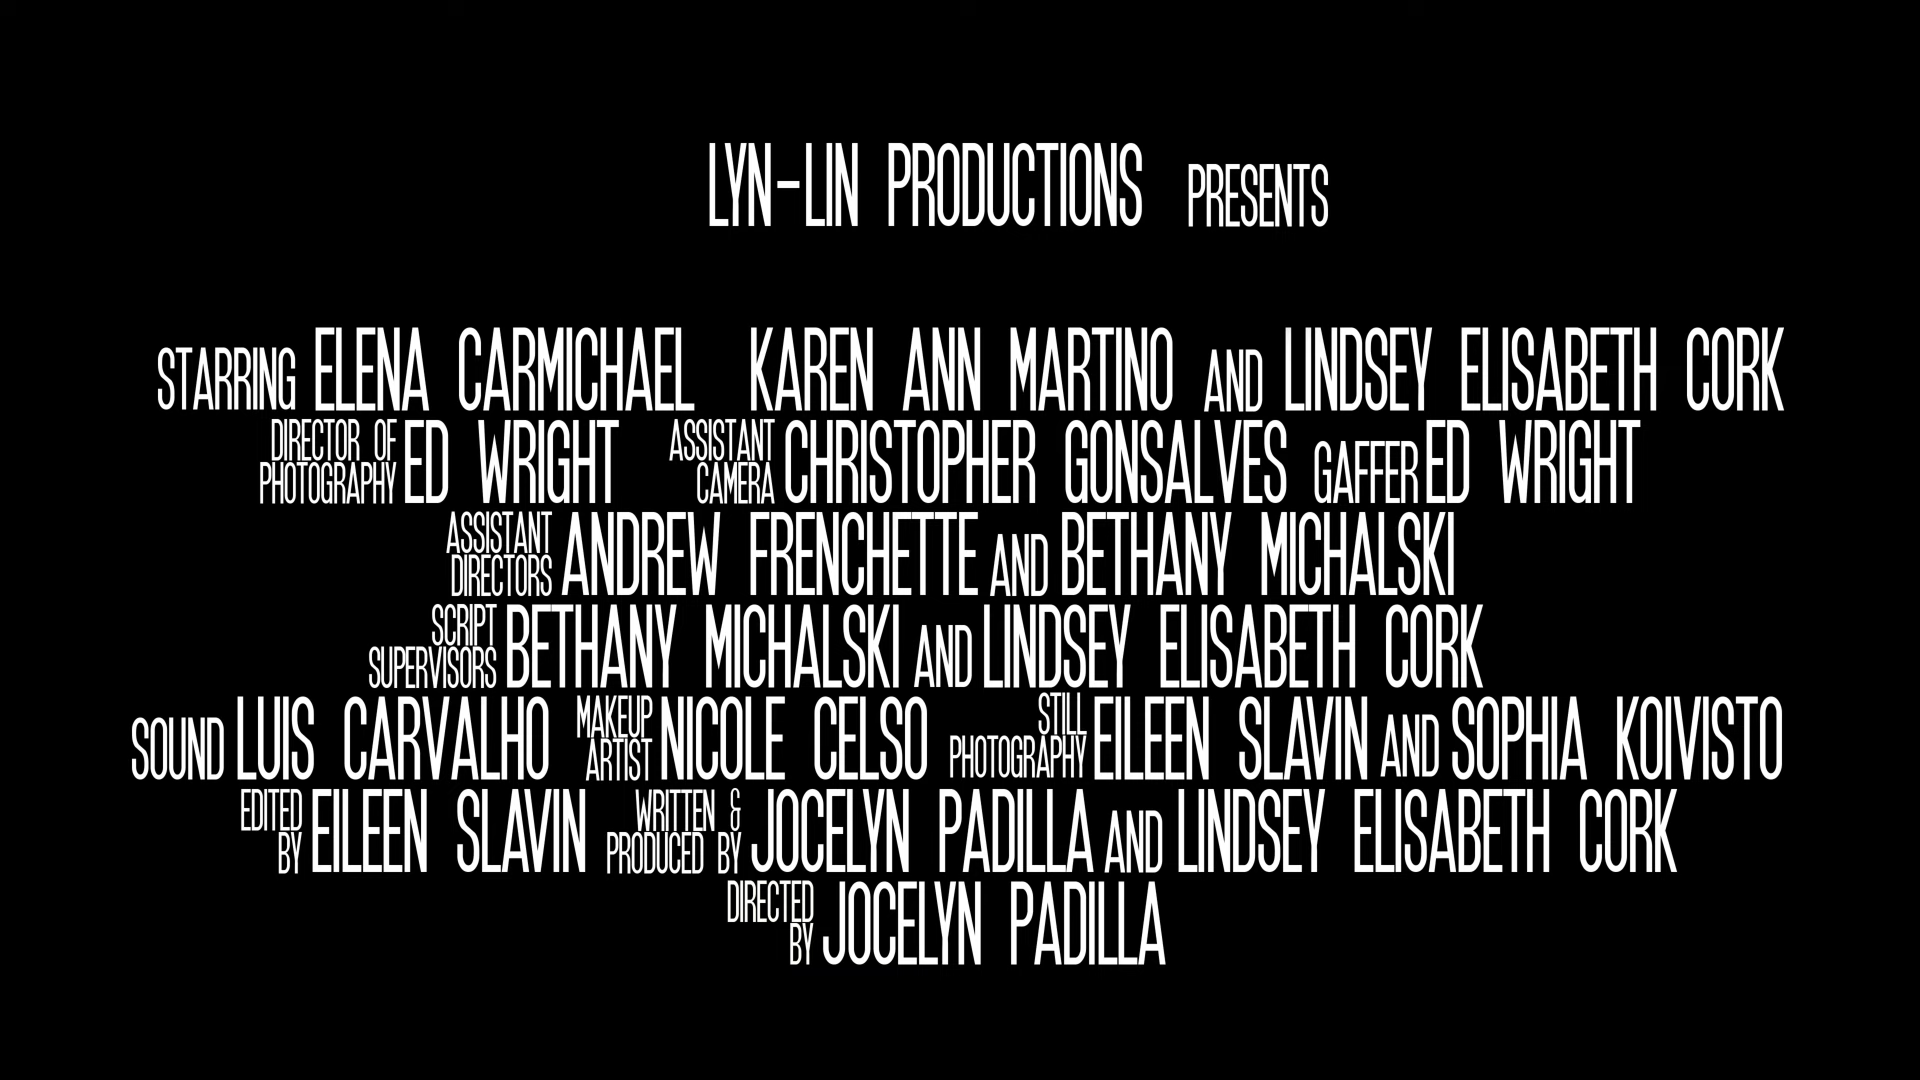 LYN-LIN PRODUCTIONS PRESENTS
STARRING ELENA CARMICHAEL KAREN ANN MARTINO AND LINDSEY ELISABETH CORK
DIRECTOR OF PHOTOGRAPHY ED WRIGHT ASSISTANT CAMERA CHRISTOPHER GONSALVES GAFFER ED WRIGHT
ASSISTANT DIRECTORS ANDREW FRENCHETTE AND BETHANY MICHALSKI
SCRIPT SUPERVISORS BETHANY MICHALSKI AND LINDSEY ELISABETH CORK
SOUND LUIS CARVALHO MAKEUP ARTIST NICOLE CELSO STILL PHOTOGRAPHY EILEEN SLAVIN AND SOPHIA KOIVISTO
EDITED BY EILEEN SLAVIN WRITTEN & PRODUCED BY JOCELYN PADILLA AND LINDSEY ELISABETH CORK
DIRECTED BY JOCELYN PADILLA